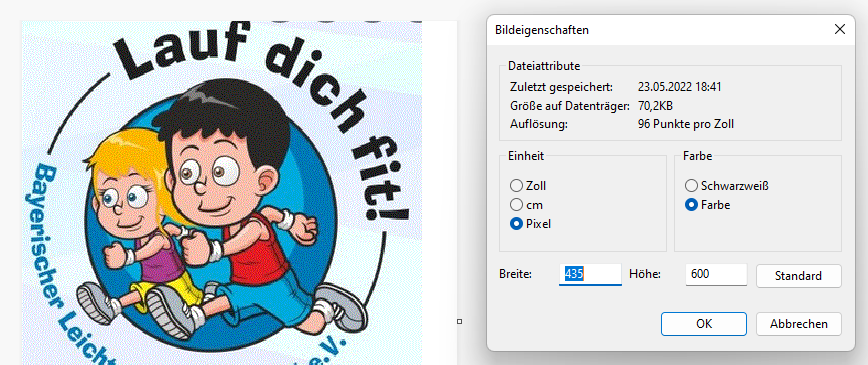 Lauf dich fit!
Bayerischer Leicht
e.V.
Bildeigenschaften
Dateiattribute
Zuletzt gespeichert: 23.05.2022 18:41
Größe auf Datenträger: 70,2KB
Auflösung: 96 Punkte pro Zoll
Einheit Farbe
Zoll Schwarzweiß
cm Farbe
Pixel
Breite: 435 Höhe: 600 Standard
OK Abbrechen